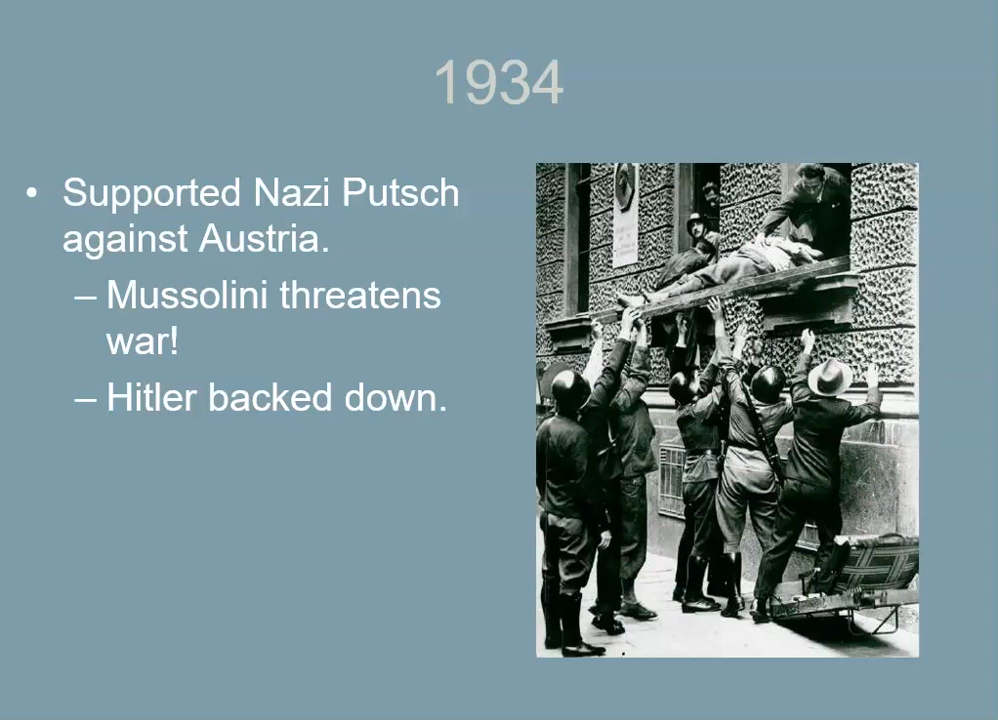 1934
• Supported Nazi Putsch
against Austria.
– Mussolini threatens
war!
– Hitler backed down.